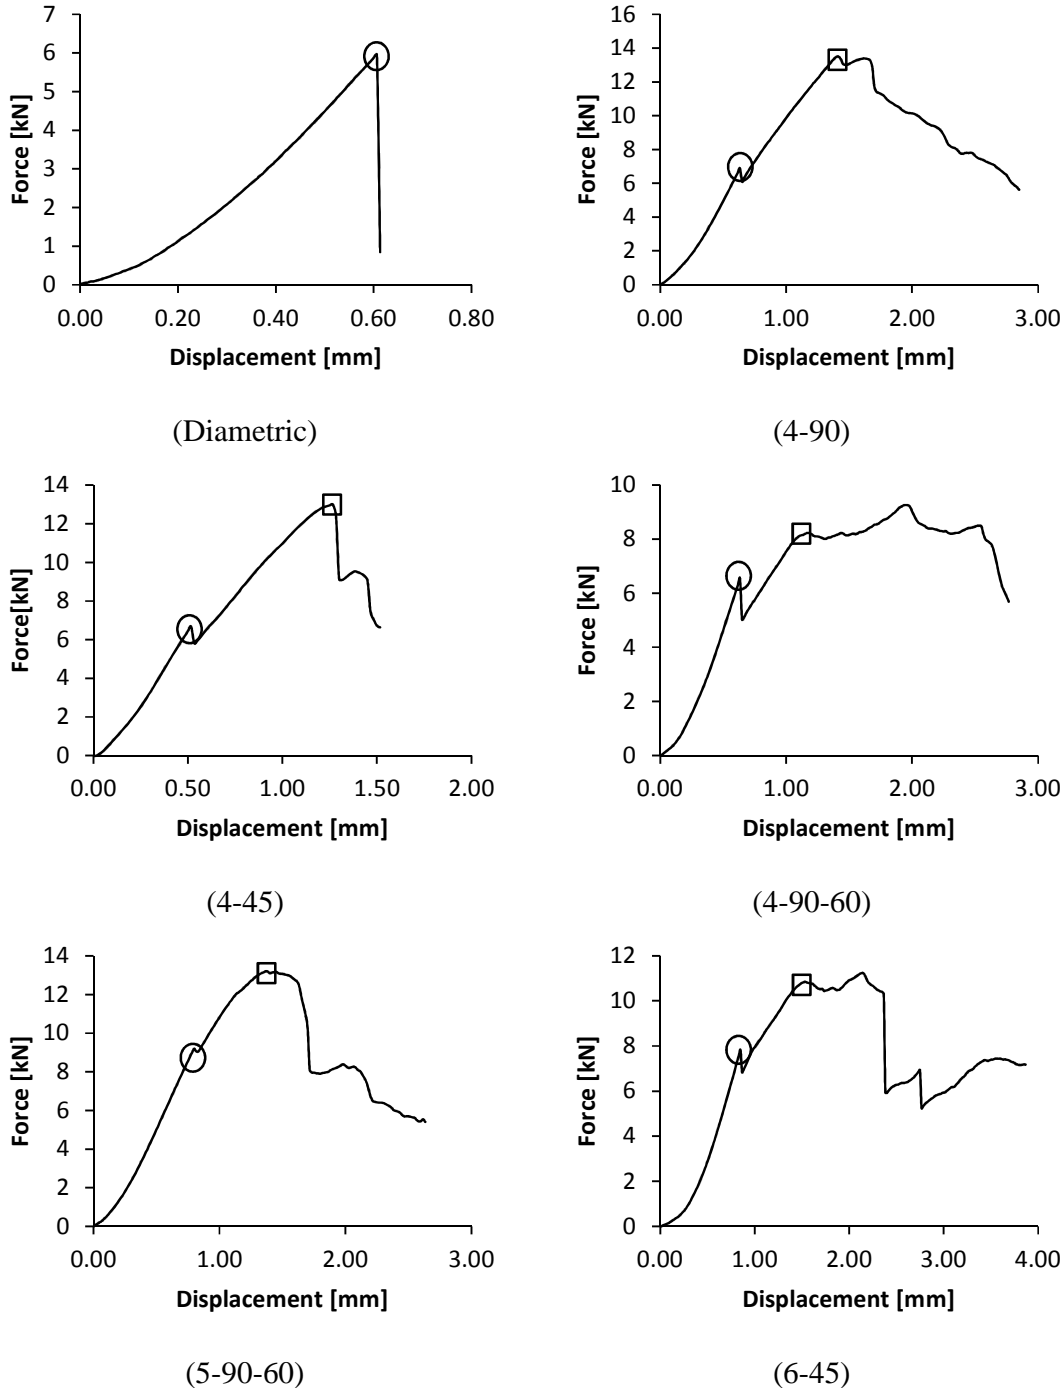 7
6
5
4
3
2
1
0
Force [kN]
0.00 0.20 0.40 0.60 0.80
Displacement [mm]
(Diametric)
16
14
12
10
8
6
4
2
0
Force [kN]
0.00 1.00 2.00 3.00
Displacement [mm]
(4-90)
14
12
10
8
6
4
2
0
Force[kN]
0.00 0.50 1.00 1.50 2.00
Displacement [mm]
(4-45)
10
8
6
4
2
0
Force [kN]
0.00 1.00 2.00 3.00
Displacement [mm]
(4-90-60)
14
12
10
8
6
4
2
0
Force [kN]
0.00 1.00 2.00 3.00
Displacement [mm]
(5-90-60)
12
10
8
6
4
2
0
Force [kN]
0.00 1.00 2.00 3.00 4.00
Displacement [mm]
(6-45)